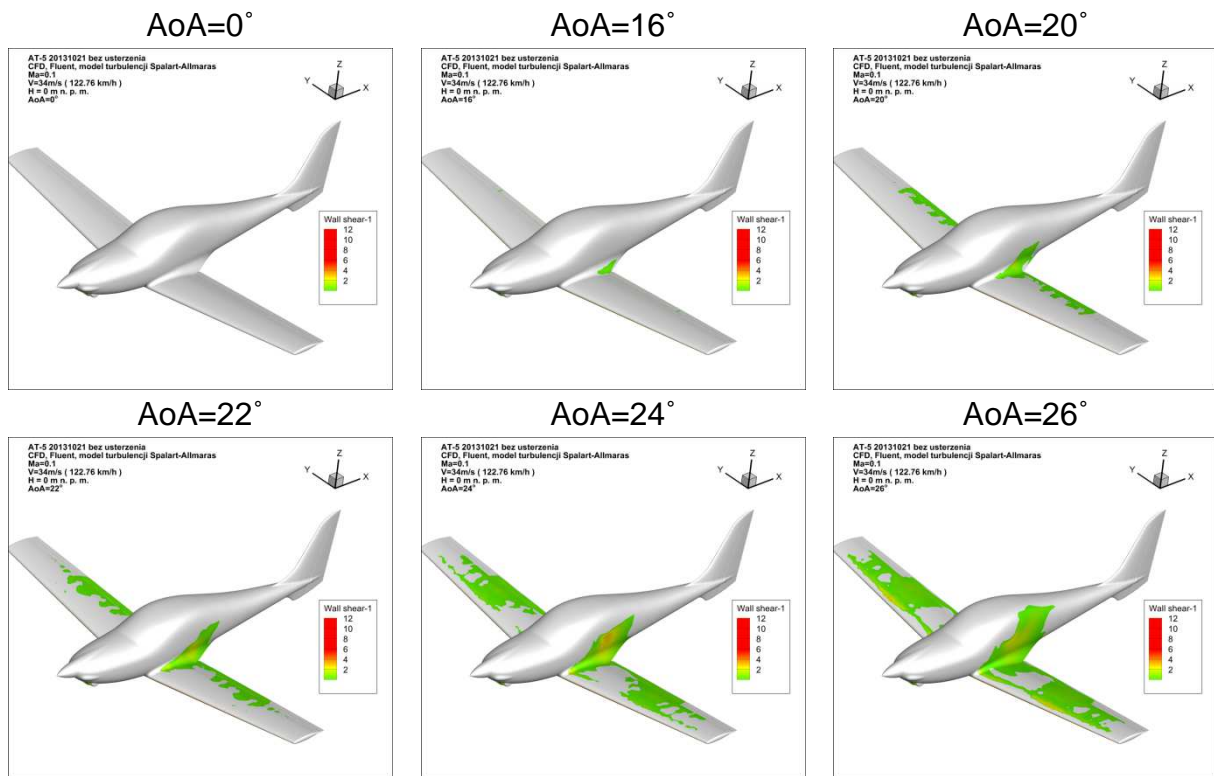 AoA=0°
AT-5 20131021 bez usterzenia
CFD, Fluent, model turbulencji Spalart-Allmaras
Ma=0.1
V=34m/s ( 122.76 km/h )
H = 0 m n. p. m.
AoA=0°
Z
Y
X
Wall shear-1
12
10
8
6
4
2
AoA=16°
AT-5 20131021 bez usterzenia
CFD, Fluent, model turbulencji Spalart-Allmaras
Ma=0.1
V=34m/s ( 122.76 km/h )
H = 0 m n. p. m.
AoA=16°
Z
Y
X
Wall shear-1
12
10
8
6
4
2
AoA=20°
AT-5 20131021 bez usterzenia
CFD, Fluent, model turbulencji Spalart-Allmaras
Ma=0.1
V=34m/s ( 122.76 km/h )
H = 0 m n. p. m.
AoA=20°
Z
Y
X
Wall shear-1
12
10
8
6
4
2
AoA=22°
AT-5 20131021 bez usterzenia
CFD, Fluent, model turbulencji Spalart-Allmaras
Ma=0.1
V=34m/s ( 122.76 km/h )
H = 0 m n. p. m.
AoA=22°
Z
Y
X
Wall shear-1
12
10
8
6
4
2
AoA=24°
AT-5 20131021 bez usterzenia
CFD, Fluent, model turbulencji Spalart-Allmaras
Ma=0.1
V=34m/s ( 122.76 km/h )
H = 0 m n. p. m.
AoA=24°
Z
Y
X
Wall shear-1
12
10
8
6
4
2
AoA=26°
AT-5 20131021 bez usterzenia
CFD, Fluent, model turbulencji Spalart-Allmaras
Ma=0.1
V=34m/s ( 122.76 km/h )
H = 0 m n. p. m.
AoA=26°
Z
Y
X
Wall shear-1
12
10
8
6
4
2